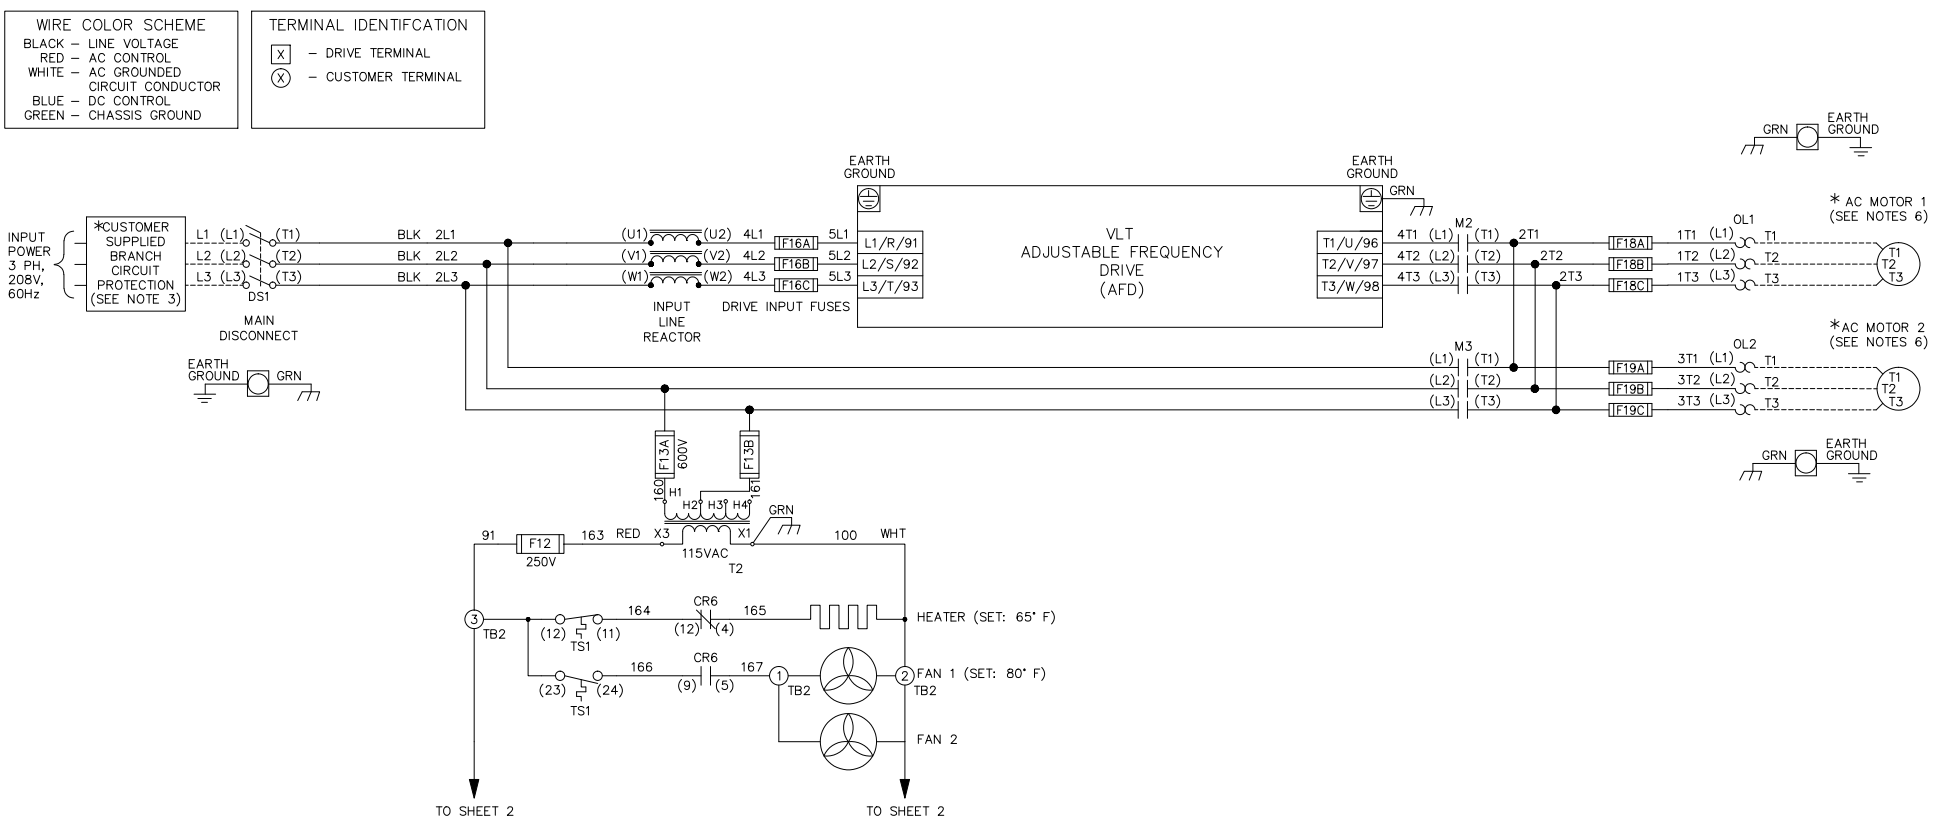 WIRE COLOR SCHEME
BLACK – LINE VOLTAGE
RED – AC CONTROL
WHITE – AC GROUNDED
CIRCUIT CONDUCTOR
BLUE – DC CONTROL
GREEN – CHASSIS GROUND
TERMINAL IDENTIFCATION
X – DRIVE TERMINAL
X – CUSTOMER TERMINAL
GRN
EARTH
GROUND
EARTH
GROUND
EARTH
GROUND
GRN
INPUT
POWER
3 PH,
208V,
60Hz
*CUSTOMER
SUPPLIED
BRANCH
CIRCUIT
PROTECTION
(SEE NOTE 3)
L1 (L1) (T1) BLK 2L1 (U1) (U2) 4L1 F16A 5L1 L1/R/91
L2 (L2) (T2) BLK 2L2 (V1) (V2) 4L2 F16B 5L2 L2/S/92
L3 (L3) (T3) BLK 2L3 (W1) (W2) 4L3 F16C 5L3 L3/T/93
DS1
MAIN
DISCONNECT
INPUT
LINE
REACTOR
DRIVE INPUT FUSES
VLT
ADJUSTABLE FREQUENCY
DRIVE
(AFD)
M2
OL1
T1/U/96 4T1 (L1) (T1) 2T1 F18A 1T1 (L1) T1
T2/V/97 4T2 (L2) (T2) 2T2 F18B 1T2 (L2) T2
T3/W/98 4T3 (L3) (T3) 2T3 F18C 1T3 (L3) T3
* AC MOTOR 1
(SEE NOTES 6)
T1
T2
T3
EARTH
GROUND
GRN
M3
OL2
(L1) (T1) F19A 3T1 (L1) T1
(L2) (T2) F19B 3T2 (L2) T2
(L3) (T3) F19C 3T3 (L3) T3
* AC MOTOR 2
(SEE NOTES 6)
T1
T2
T3
GRN
EARTH
GROUND
F13A
600V
F13B
160
161
H1
H2
H3
H4
GRN
91 F12 163 RED X3 X1 100 WHT
250V
115VAC
T2
3
TB2
(12) (11) 164 CR6 165
TS1
(12) (4)
HEATER (SET: 65° F)
(23) (24) 166 CR6 167 1
TS1
(9) (5)
TB2
2
TB2
FAN 1 (SET: 80° F)
FAN 2
TO SHEET 2
TO SHEET 2